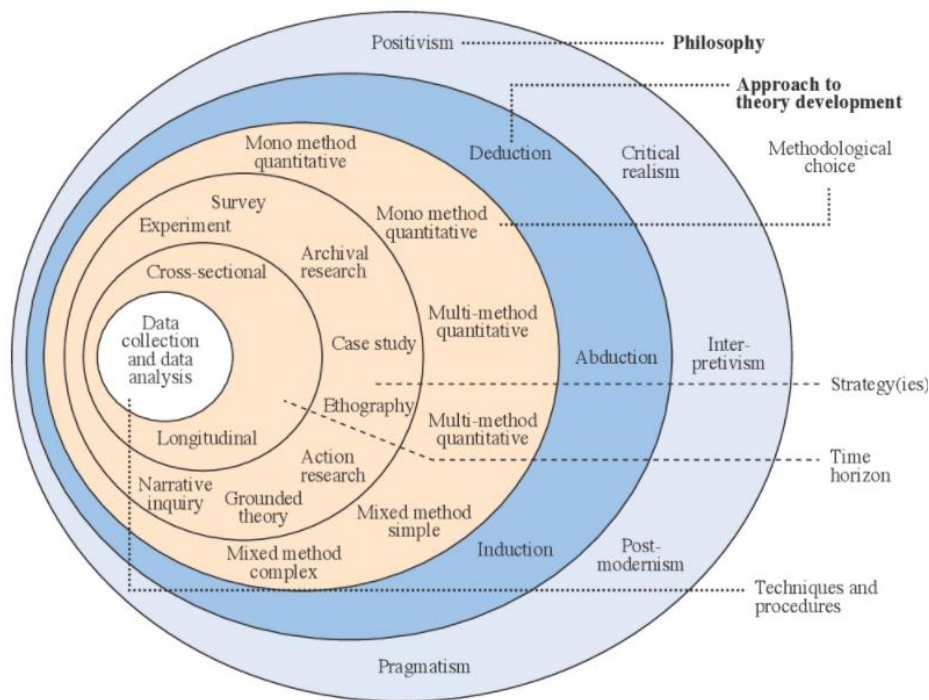 Positivism
Philosophy
Approach to
theory development
Mono method
quantitative
Deduction
Critical
realism
Methodological
choice
Survey
Experiment
Mono method
quantitative
Archival
research
Cross-sectional
Data
collection and data
analysis
Multi-method
quantitative
Case study
Abduction
Inter-
pretivism
Strategy(ies)
Ethography
Multi-method
quantitative
Longitudinal
Time
horizon
Action
research
Narrative
inquiry
Grounded
theory
Mixed method
simple
Mixed method
complex
Induction
Post-
modernism
Techniques and
procedures
Pragmatism